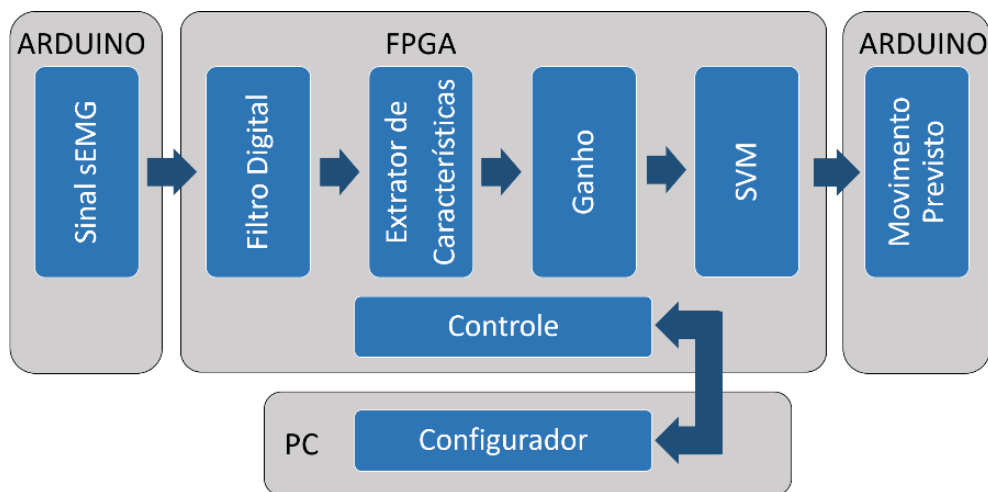 ARDUINO
Sinal sEMG
FPGA
Filtro Digital
Extrator de
Características
Ganho
SVM
Controle
ARDUINO
Movimento
Previsto
PC
Configurador